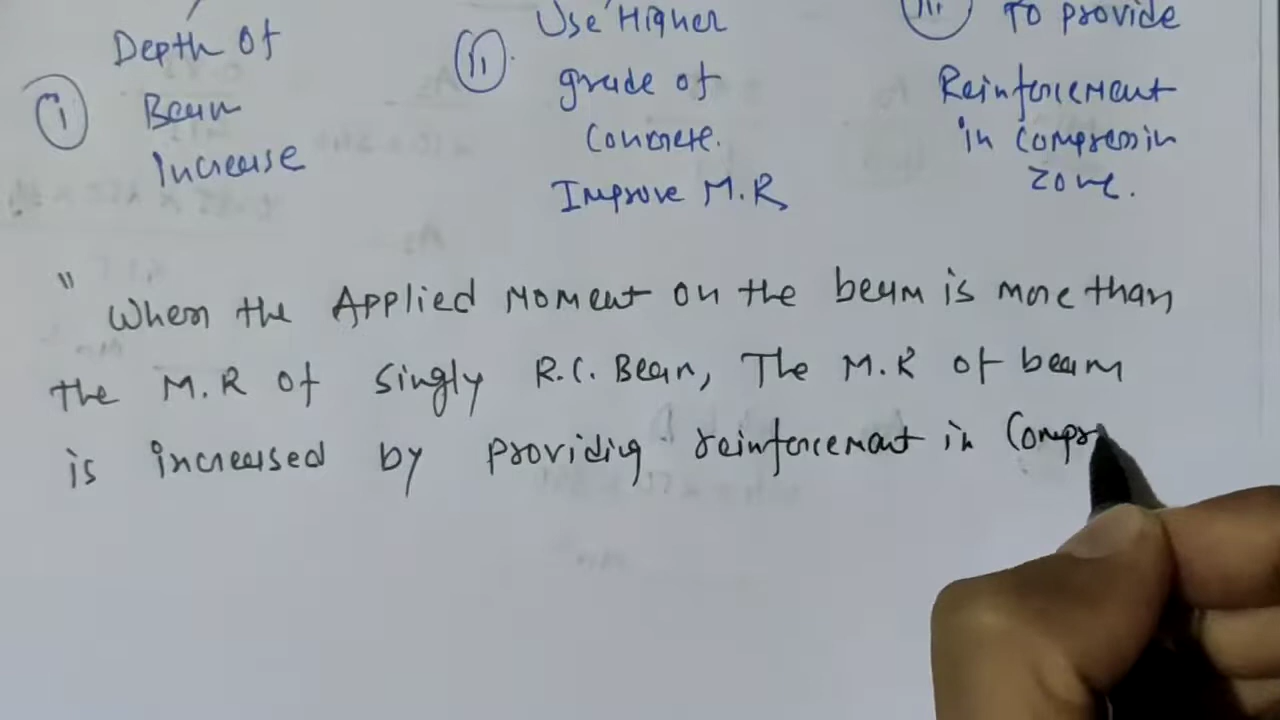 Depth Of
(i) Beam
Increase
(ii) Use Higher
grade of
Concrete.
Improve M.R
(iii) To provide
Reinforcement
in compression
zone.
"When the Applied Moment on the beam is more than
the M.R Of singly R.C. Beam, The M.R of beam
is increased by providing reinforcement in Compr